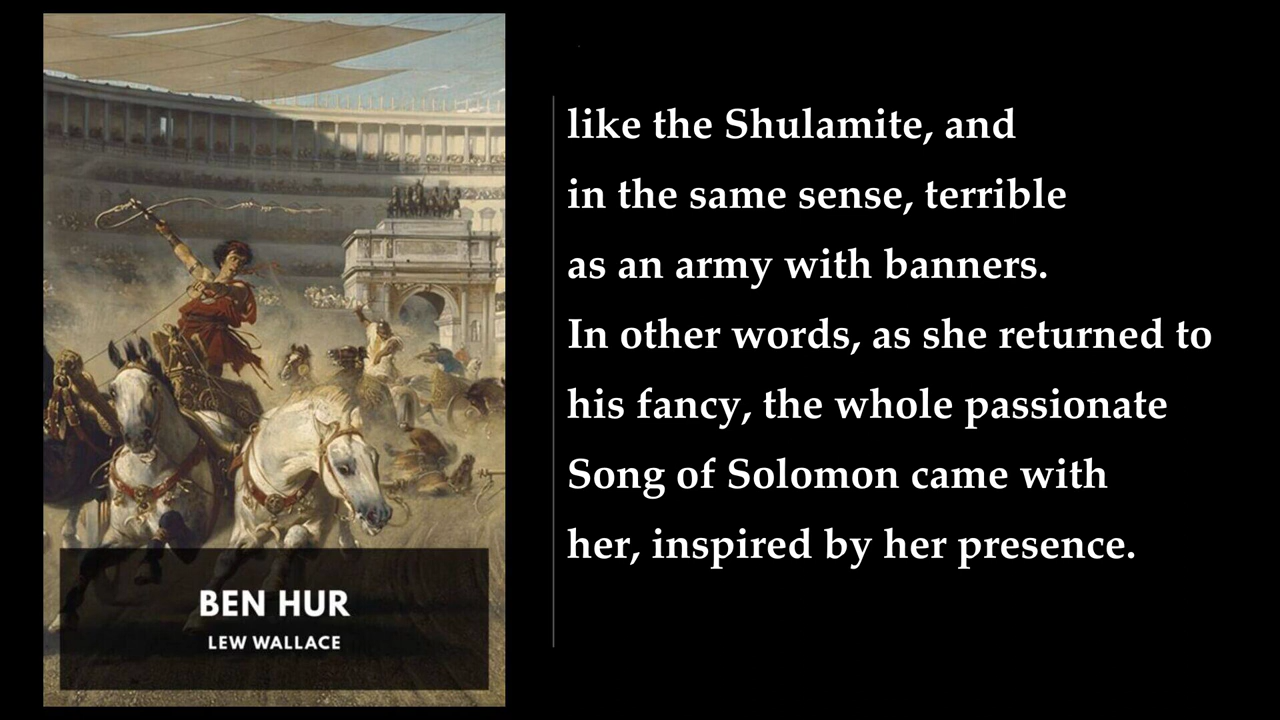 like the Shulamite, and
in the same sense, terrible
as an army with banners.
In other words, as she returned to
his fancy, the whole passionate
Song of Solomon came with
her, inspired by her presence.
BEN HUR
LEW WALLACE